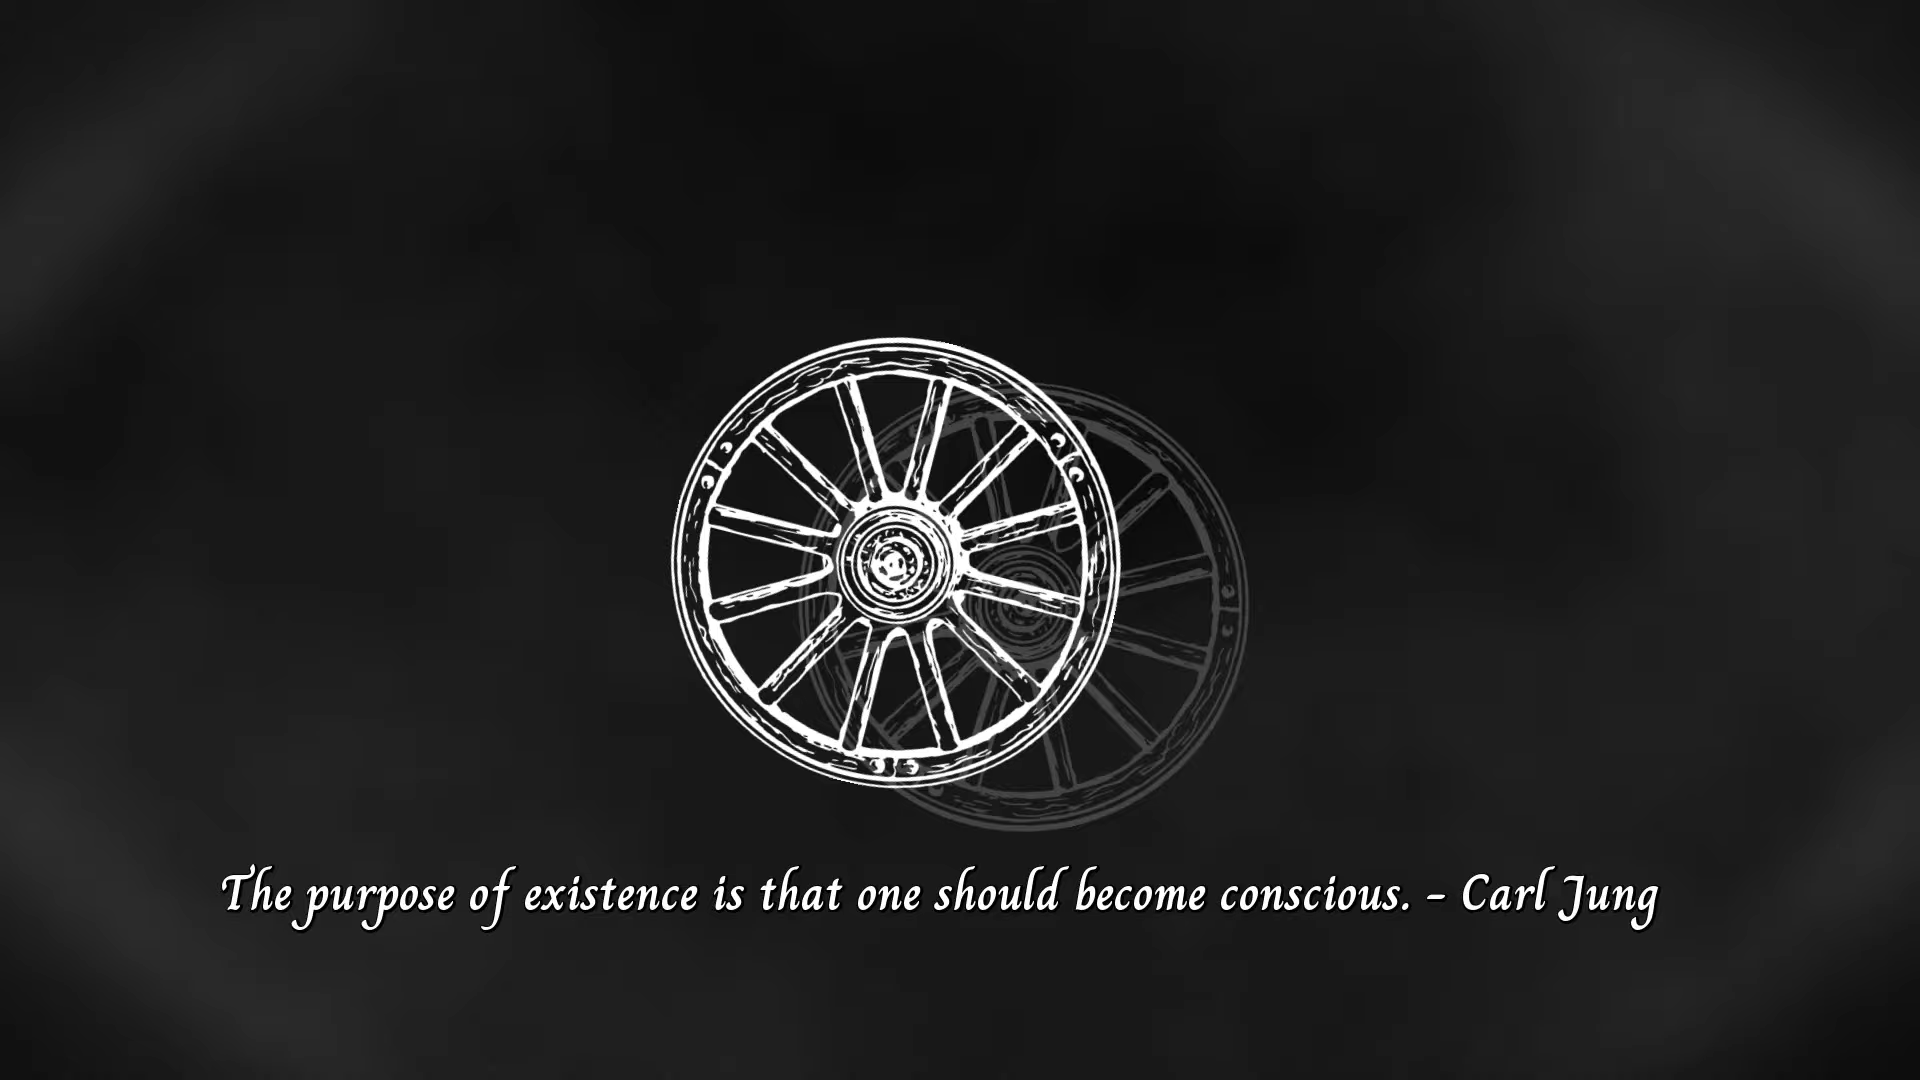 The purpose of existence is that one should become conscious. - Carl Jung